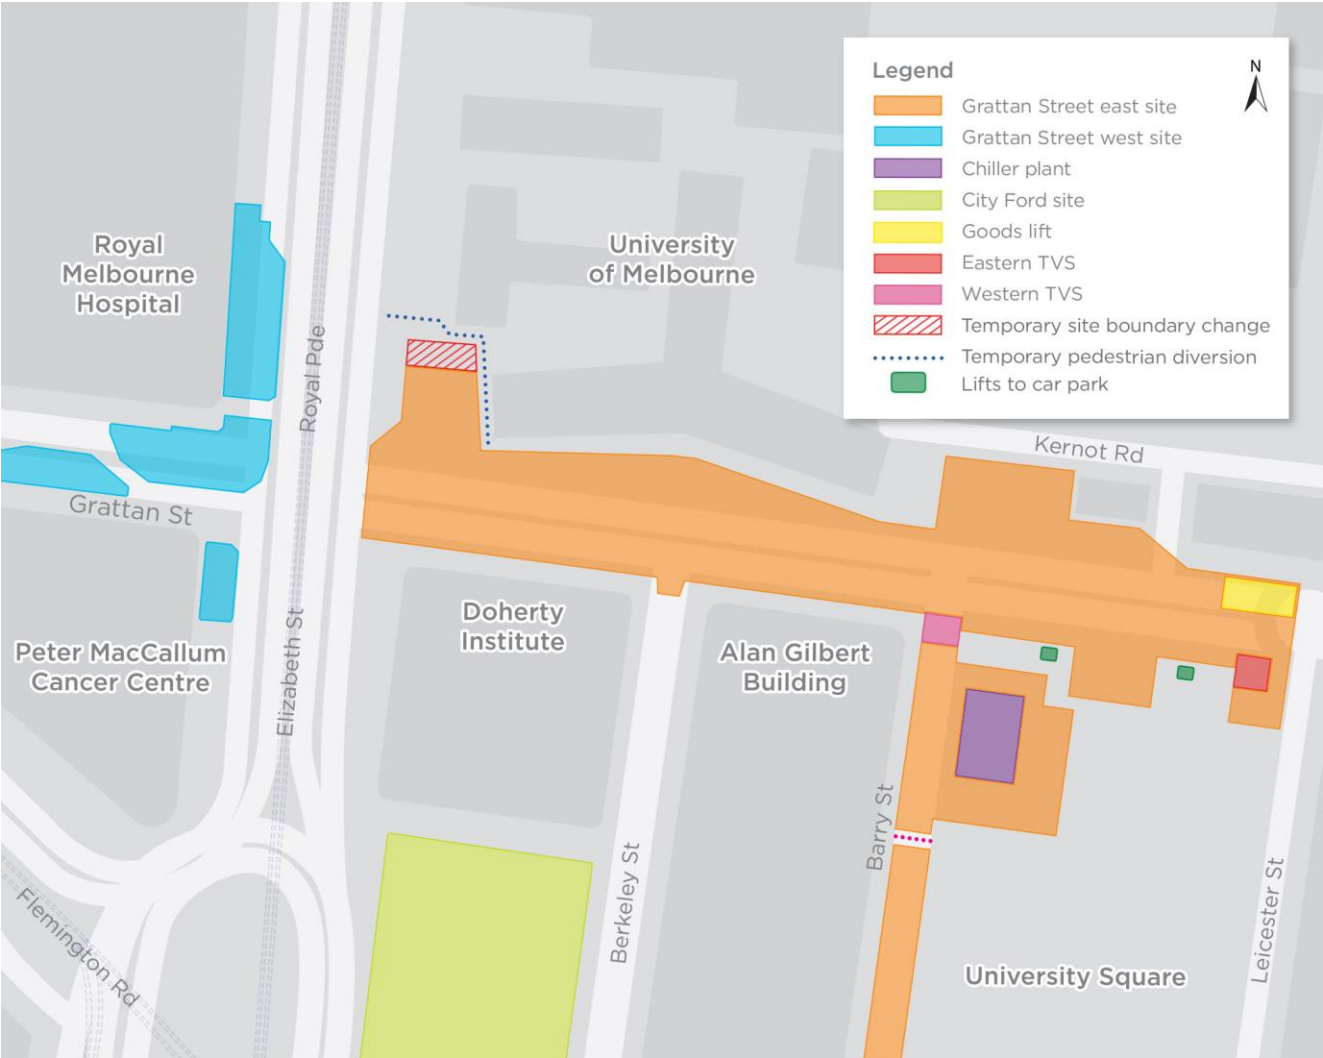 Legend
N
Grattan Street east site
Grattan Street west site
Chiller plant
City Ford site
Goods lift
Eastern TVS
Western TVS
Temporary site boundary change
Temporary pedestrian diversion
Lifts to car park
Royal
Melbourne
Hospital
University
of Melbourne
Royal Pde
Kernot Rd
Grattan St
Doherty
Institute
Peter MacCallum
Cancer Centre
Alan Gilbert
Building
Elizabeth St
Barry St
Berkeley St
Leicester St
Flemington Rd
University Square